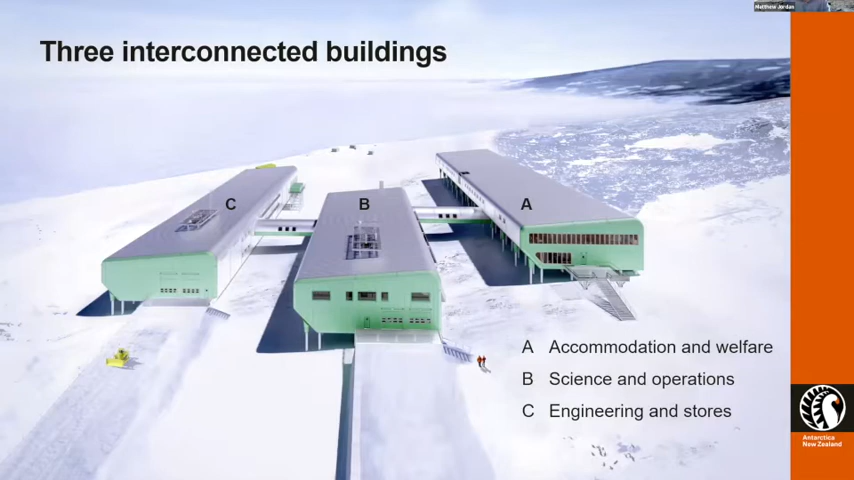 Matthew Jordan
Three interconnected buildings
C
B
A
A Accommodation and welfare
B Science and operations
C Engineering and stores
Antarctica
New Zealand